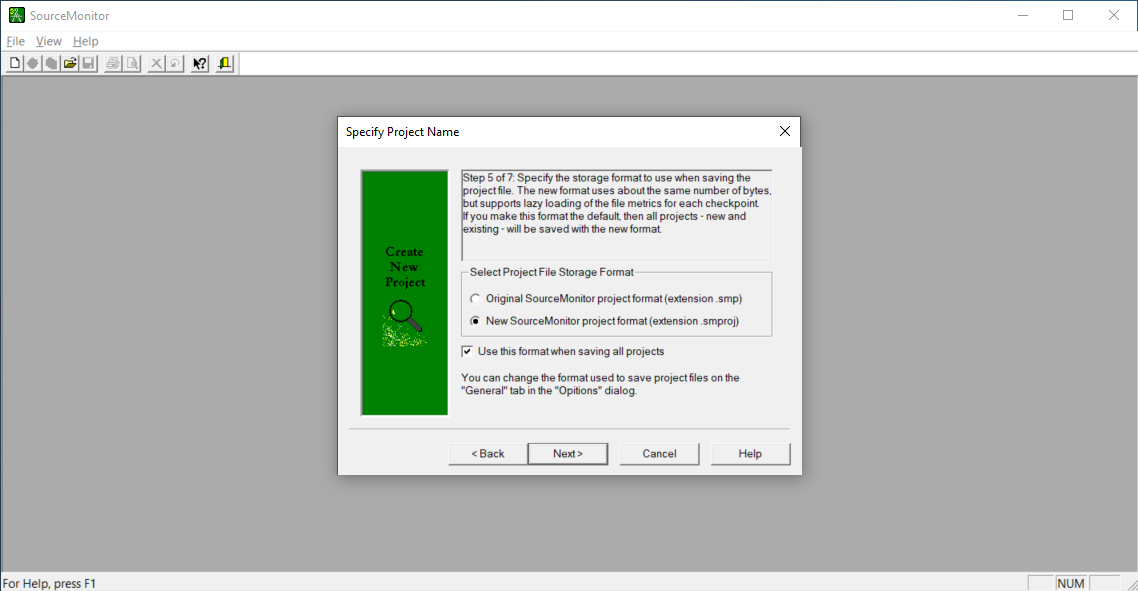 SourceMonitor
File View Help
Specify Project Name
Create
New
Project
Step 5 of 7: Specify the storage format to use when saving the
project file. The new format uses about the same number of bytes,
but supports lazy loading of the file metrics for each checkpoint.
If you make this format the default, then all projects - new and
existing - will be saved with the new format.
Select Project File Storage Format
Original SourceMonitor project format (extension .smp)
New SourceMonitor project format (extension .smproj)
Use this format when saving all projects
You can change the format used to save project files on the
"General" tab in the "Opitions" dialog.
< Back Next > Cancel Help
For Help, press F1 NUM